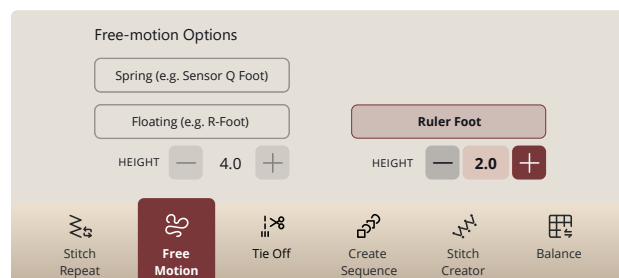 Free-motion Options
Spring (e.g. Sensor Q Foot)
Floating (e.g. R-Foot)
Ruler Foot
HEIGHT — 4.0 +
HEIGHT — 2.0 +
Stitch
Repeat
Free
Motion
Tie Off
Create
Sequence
Stitch
Creator
Balance